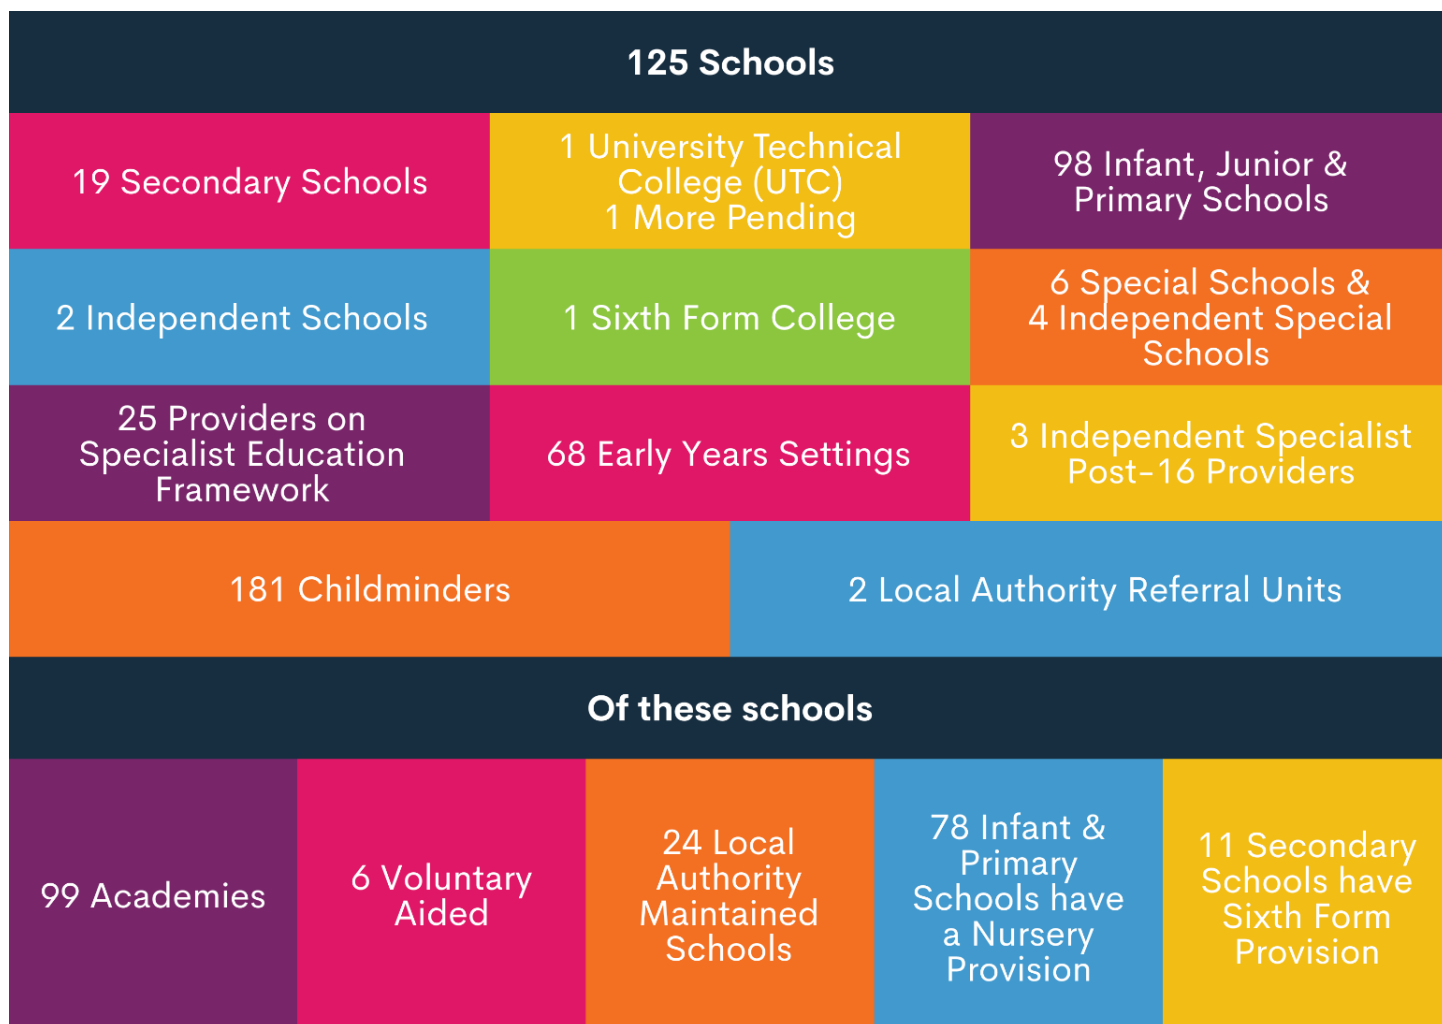 125 Schools
19 Secondary Schools
1 University Technical
College (UTC)
1 More Pending
98 Infant, Junior &
Primary Schools
2 Independent Schools
1 Sixth Form College
6 Special Schools &
4 Independent Special
Schools
25 Providers on
Specialist Education
Framework
68 Early Years Settings
3 Independent Specialist
Post-16 Providers
181 Childminders
2 Local Authority Referral Units
Of these schools
99 Academies
6 Voluntary
Aided
24 Local
Authority
Maintained
Schools
78 Infant &
Primary
Schools have
a Nursery
Provision
11 Secondary
Schools have
Sixth Form
Provision